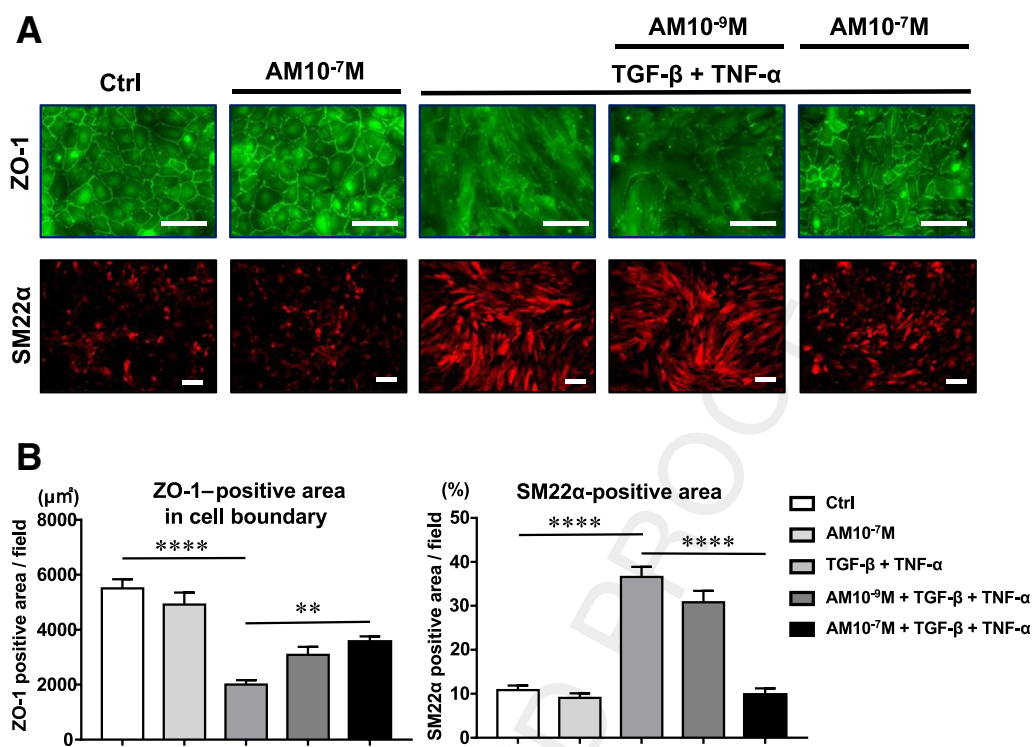 A
AM10⁻⁹M
AM10⁻⁷M
Ctrl
AM10⁻⁷M
TGF-β + TNF-α
ZO-1
SM22α
B
(μm²)
ZO-1–positive area
in cell boundary
ZO-1 positive area / field
8000
6000
4000
2000
0
****
**
(%)
SM22α-positive area
SM22α positive area / field
50
40
30
20
10
0
****
****
Ctrl
AM10⁻⁷M
TGF-β + TNF-α
AM10⁻⁹M + TGF-β + TNF-α
AM10⁻⁷M + TGF-β + TNF-α